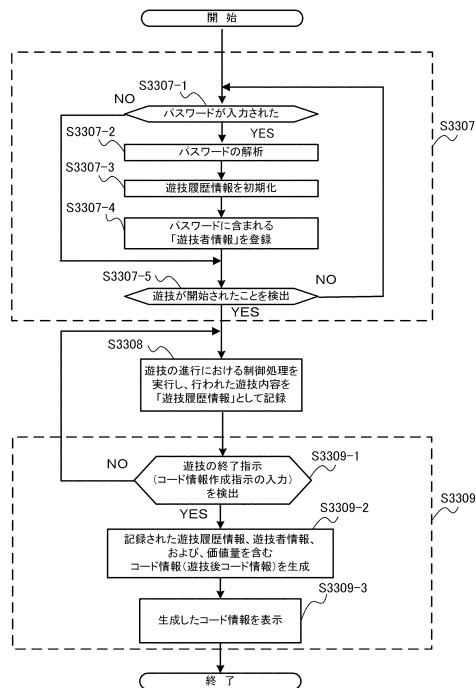 開 始
S3307-1
NO
パスワードが入力された
S3307
YES
S3307-2
パスワードの解析
S3307-3
遊技履歴情報を初期化
S3307-4
パスワードに含まれる
「遊技者情報」を登録
S3307-5
NO
遊技が開始されたことを検出
YES
S3308
遊技の進行における制御処理を
実行し、行われた遊技内容を
「遊技履歴情報」として記録
S3309-1
NO
遊技の終了指示
(コード情報作成指示の入力)
を検出
S3309
YES
S3309-2
記録された遊技履歴情報、遊技者情報、
および、価値量を含む
コード情報(遊技後コード情報)を生成
S3309-3
生成したコード情報を表示
終 了